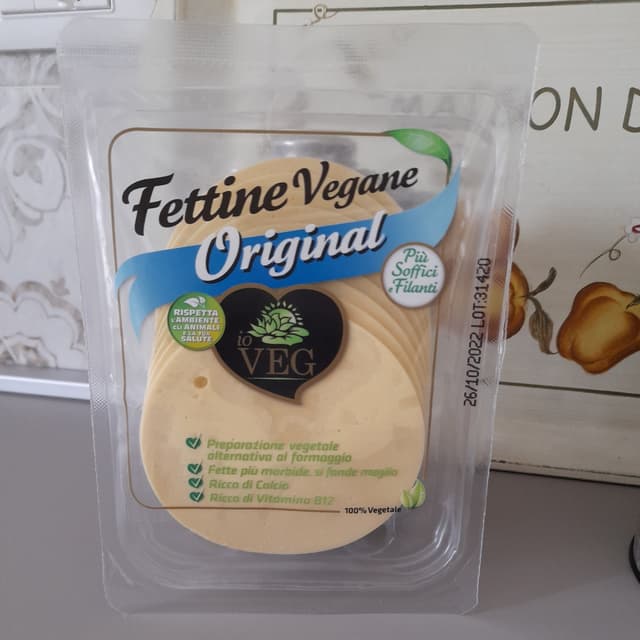 Fettine Vegane
Original
Più
Soffici
e Filanti
RISPETTA
L'AMBIENTE
GLI ANIMALI
E LA TUA
SALUTE
io
VEG
Preparazione vegetale
alternativa al formaggio
Fette più morbide, si fonde meglio
Ricco di Calcio
Ricco di Vitamina B12
100% Vegetale
26/10/2022 LOT:31420
ON D